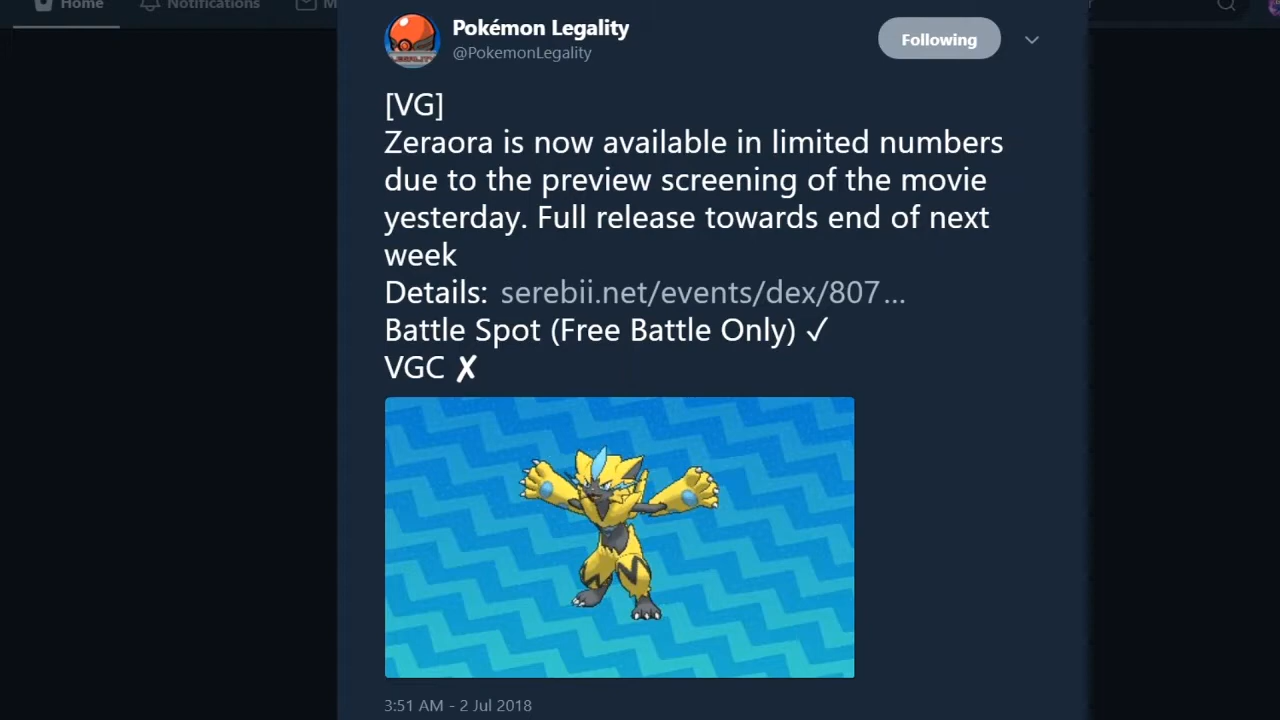 Home
Notifications
M
Pokémon Legality
@PokemonLegality
Following
[VG]
Zeraora is now available in limited numbers
due to the preview screening of the movie
yesterday. Full release towards end of next
week
Details: serebii.net/events/dex/807...
Battle Spot (Free Battle Only) ✓
VGC ✗
3:51 AM - 2 Jul 2018